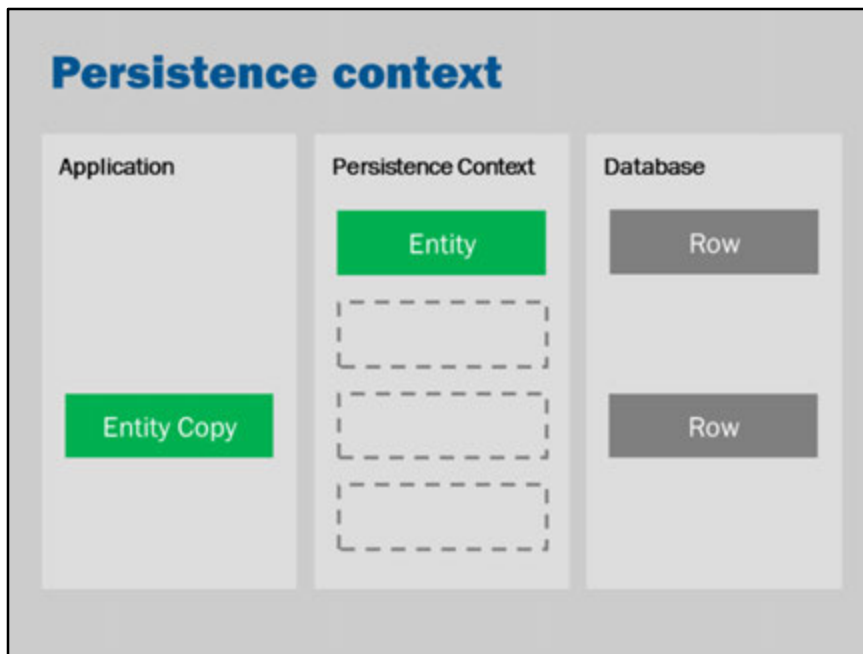 Persistence context
Application
Persistence Context
Database
Entity
Row
Entity Copy
Row